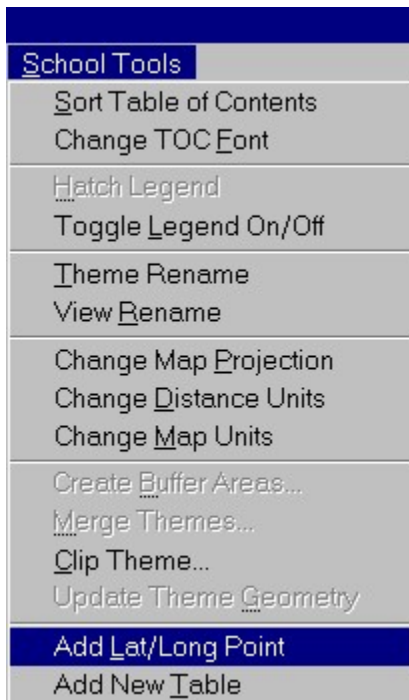 School Tools
Sort Table of Contents
Change TOC Font
Hatch Legend
Toggle Legend On/Off
Theme Rename
View Rename
Change Map Projection
Change Distance Units
Change Map Units
Create Buffer Areas...
Merge Themes...
Clip Theme...
Update Theme Geometry
Add Lat/Long Point
Add New Table